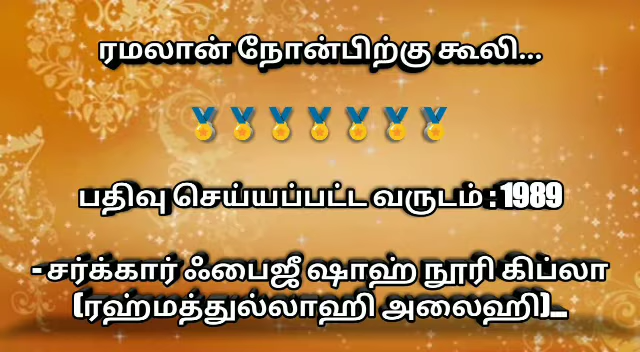 ரமலான் நோன்பிற்கு கூலி...
🏅🏅🏅🏅🏅🏅🏅
பதிவு செய்யப்பட்ட வருடம் : 1989
- சர்க்கார் ஃபைஜீ ஷாஹ் நூரி கிப்லா
(ரஹ்மத்துல்லாஹி அலைஹி)...